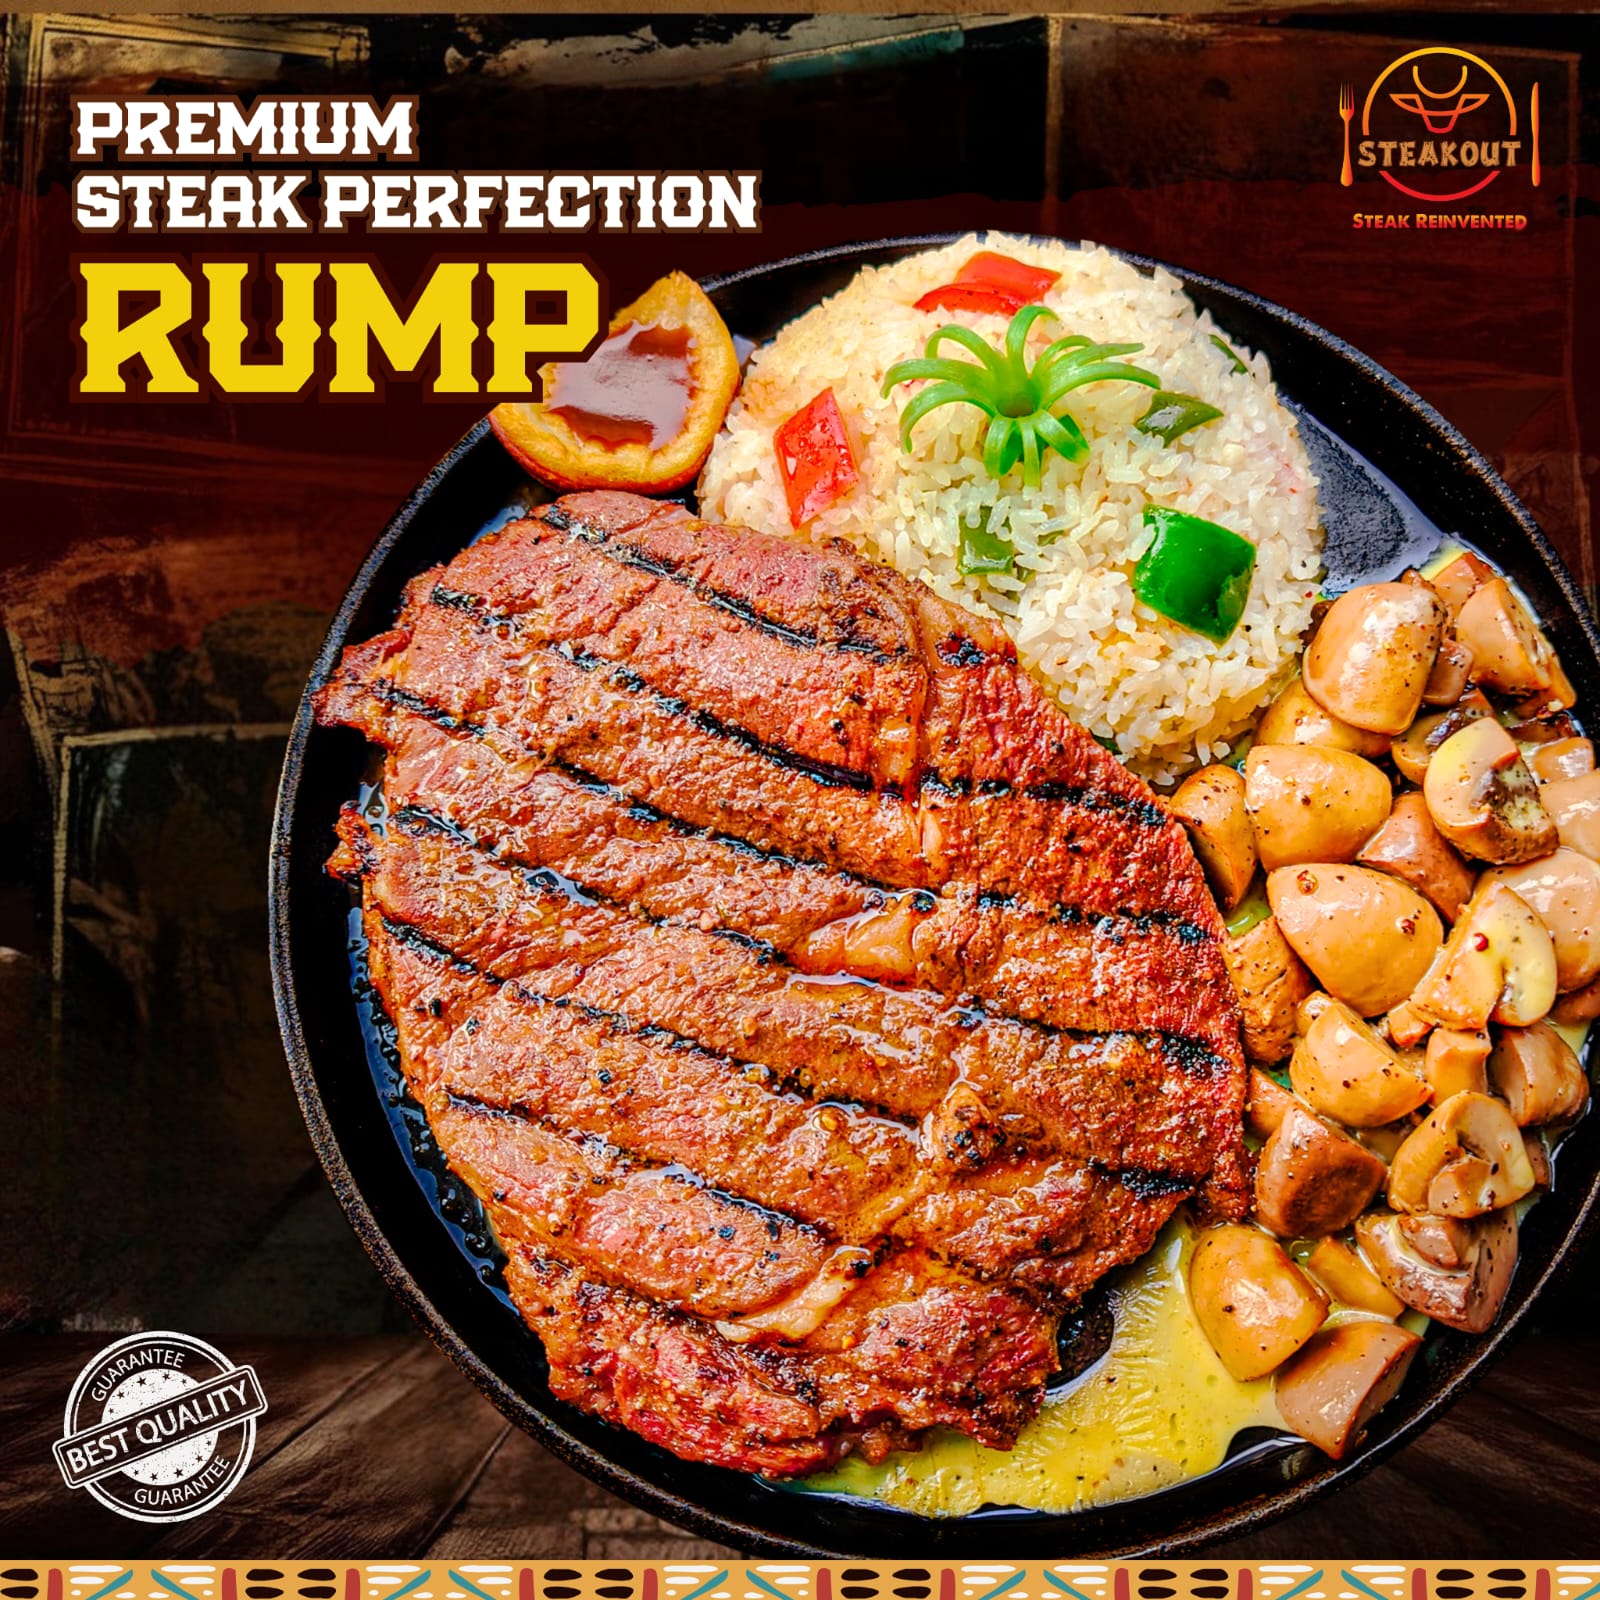 PREMIUM
STEAK PERFECTION
RUMP
STEAKOUT
STEAK REINVENTED
GUARANTEE
BEST QUALITY
GUARANTEE